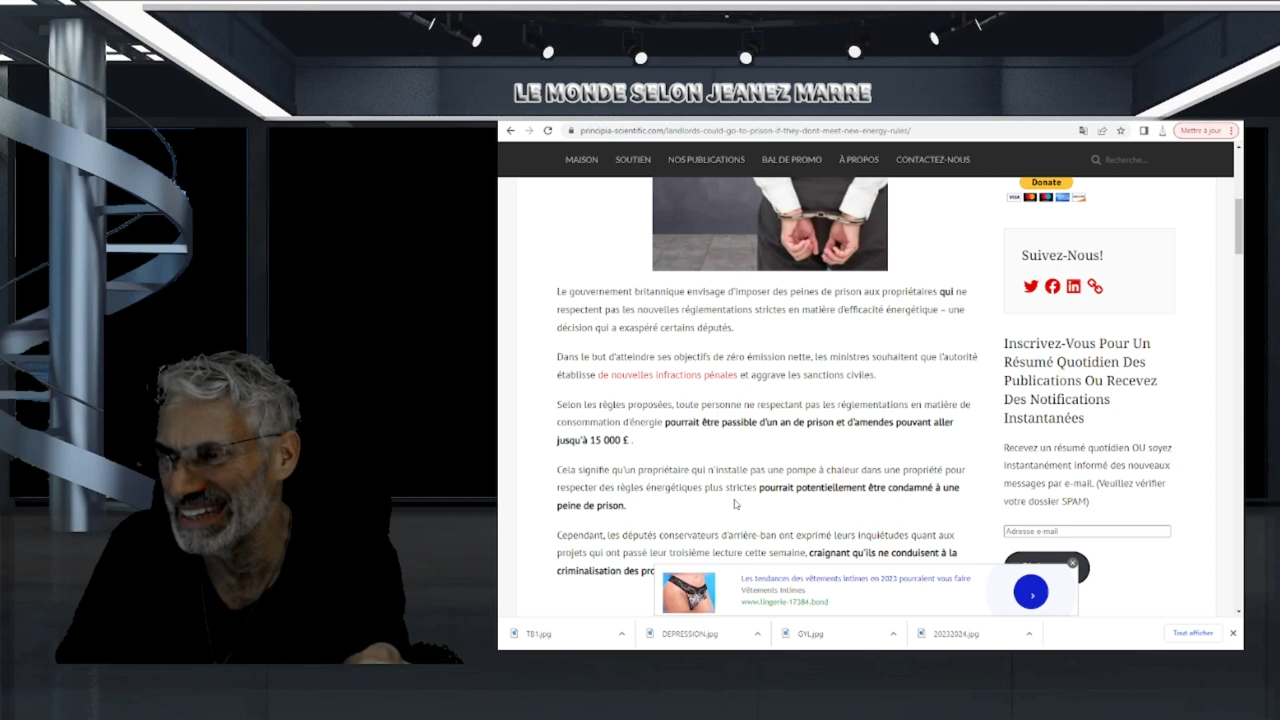 LE MONDE SELON JEANEZ MARRE
principia-scientific.com/landlords-could-go-to-prison-if-they-dont-meet-new-energy-rules/
Mettre à jour
MAISON SOUTIEN NOS PUBLICATIONS BAL DE PROMO À PROPOS CONTACTEZ-NOUS Recherche...
Donate
VISA
Le gouvernement britannique envisage d'imposer des peines de prison aux propriétaires qui ne
respectent pas les nouvelles réglementations strictes en matière d'efficacité énergétique – une
décision qui a exaspéré certains députés.
Dans le but d'atteindre ses objectifs de zéro émission nette, les ministres souhaitent que l'autorité
établisse de nouvelles infractions pénales et aggrave les sanctions civiles.
Selon les règles proposées, toute personne ne respectant pas les réglementations en matière de
consommation d'énergie pourrait être passible d'un an de prison et d'amendes pouvant aller
jusqu'à 15 000 £ .
Cela signifie qu'un propriétaire qui n'installe pas une pompe à chaleur dans une propriété pour
respecter des règles énergétiques plus strictes pourrait potentiellement être condamné à une
peine de prison.
Cependant, les députés conservateurs d'arrière-ban ont exprimé leurs inquiétudes quant aux
projets qui ont passé leur troisième lecture cette semaine, craignant qu'ils ne conduisent à la
criminalisation des pro
Suivez-Nous!
Inscrivez-Vous Pour Un
Résumé Quotidien Des
Publications Ou Recevez
Des Notifications
Instantanées
Recevez un résumé quotidien OU soyez
instantanément informé des nouveaux
messages par e-mail. (Veuillez vérifier
votre dossier SPAM)
Adresse e-mail
Les tendances des vêtements intimes en 2023 pourraient vous faire
Vêtements Intimes
www.lingerie-17384.bond
TB1.jpg DEPRESSION.jpg GYL.jpg 20232024.jpg Tout afficher